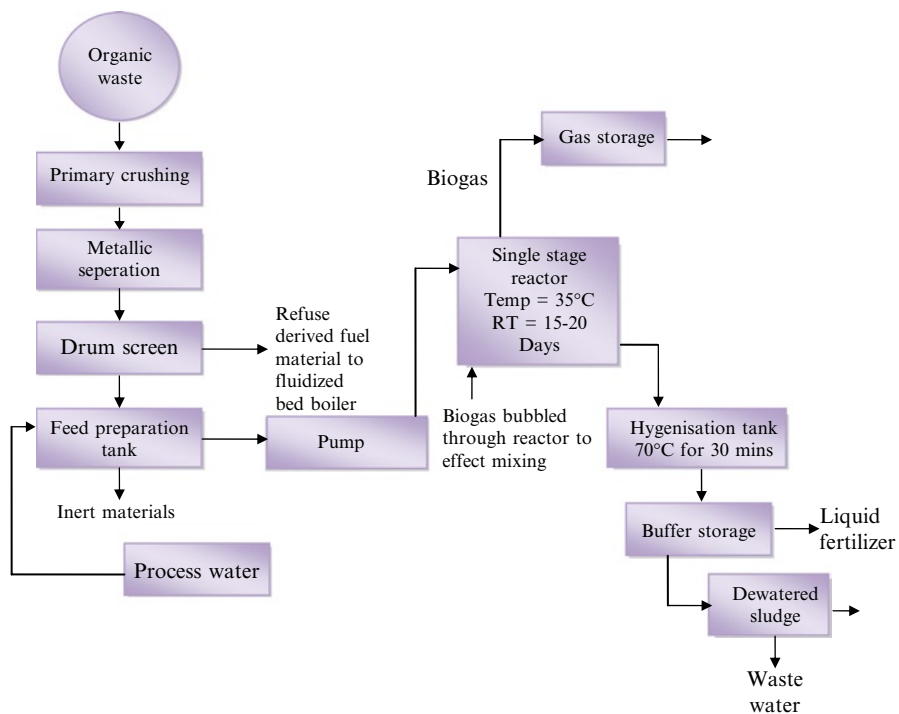 Organic
waste
Primary crushing
Metallic
seperation
Drum screen
Refuse
derived fuel
material to
fluidized
bed boiler
Feed preparation
tank
Inert materials
Process water
Pump
Biogas
Gas storage
Single stage
reactor
Temp = 35°C
RT = 15-20
Days
Biogas bubbled
through reactor to
effect mixing
Hygenisation tank
70°C for 30 mins
Buffer storage
Liquid
fertilizer
Dewatered
sludge
Waste
water